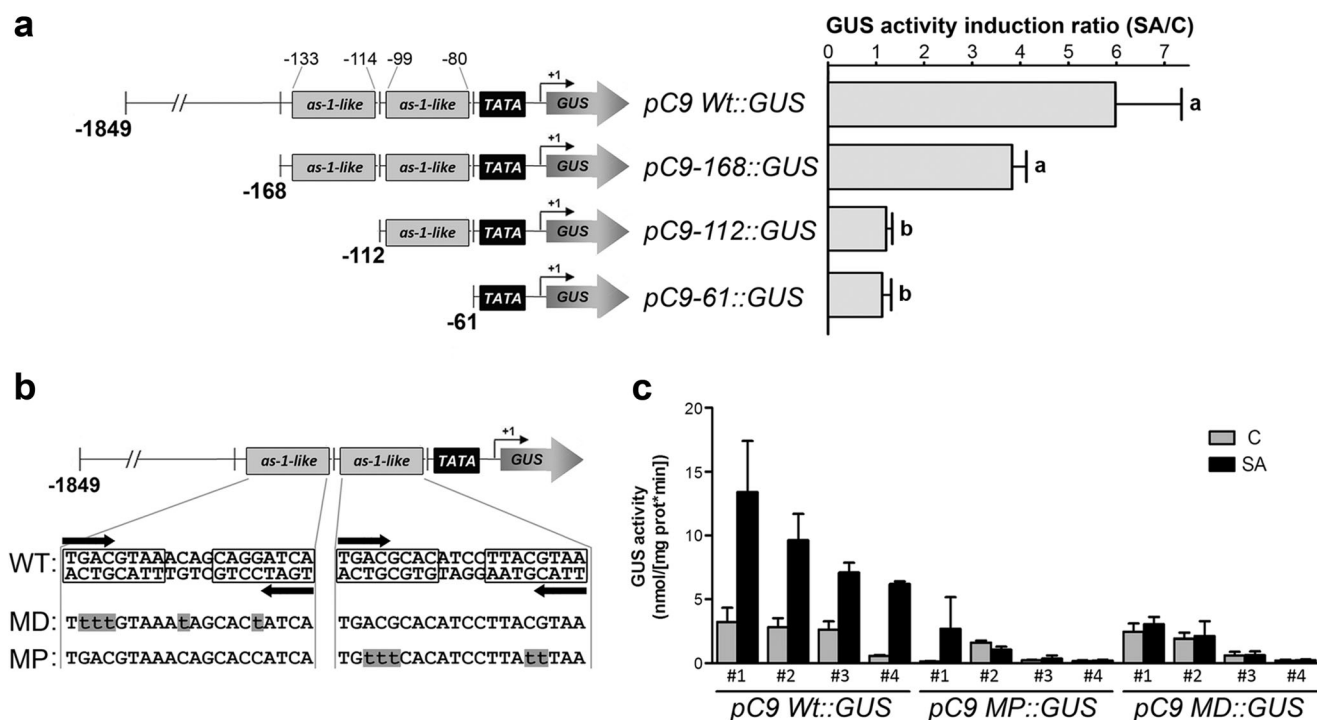 a
GUS activity induction ratio (SA/C)
0 1 2 3 4 5 6 7
-133 -114 -99 -80
-1849 as-1-like as-1-like TATA +1 GUS pC9 Wt::GUS a
-168 as-1-like as-1-like TATA +1 GUS pC9-168::GUS a
-112 as-1-like TATA +1 GUS pC9-112::GUS b
-61 TATA +1 GUS pC9-61::GUS b
b
-1849 as-1-like as-1-like TATA +1 GUS
WT: TGACGTAAACAGCAGGATCA TGACGCACATCCTTACGTAA
ACTGCATTTGTCGTCCTAGT ACTGCGTGTAGGAATGCATT
MD: TtttGTAAAtAGCACtATCA TGACGCACATCCTTACGTAA
MP: TGACGTAAACAGCACCATCA TGtttCACATCCTTAttTAA
c
GUS activity
(nmol/[mg prot*min])
20
15
10
5
0
C
SA
#1 #2 #3 #4 #1 #2 #3 #4 #1 #2 #3 #4
pC9 Wt::GUS pC9 MP::GUS pC9 MD::GUS